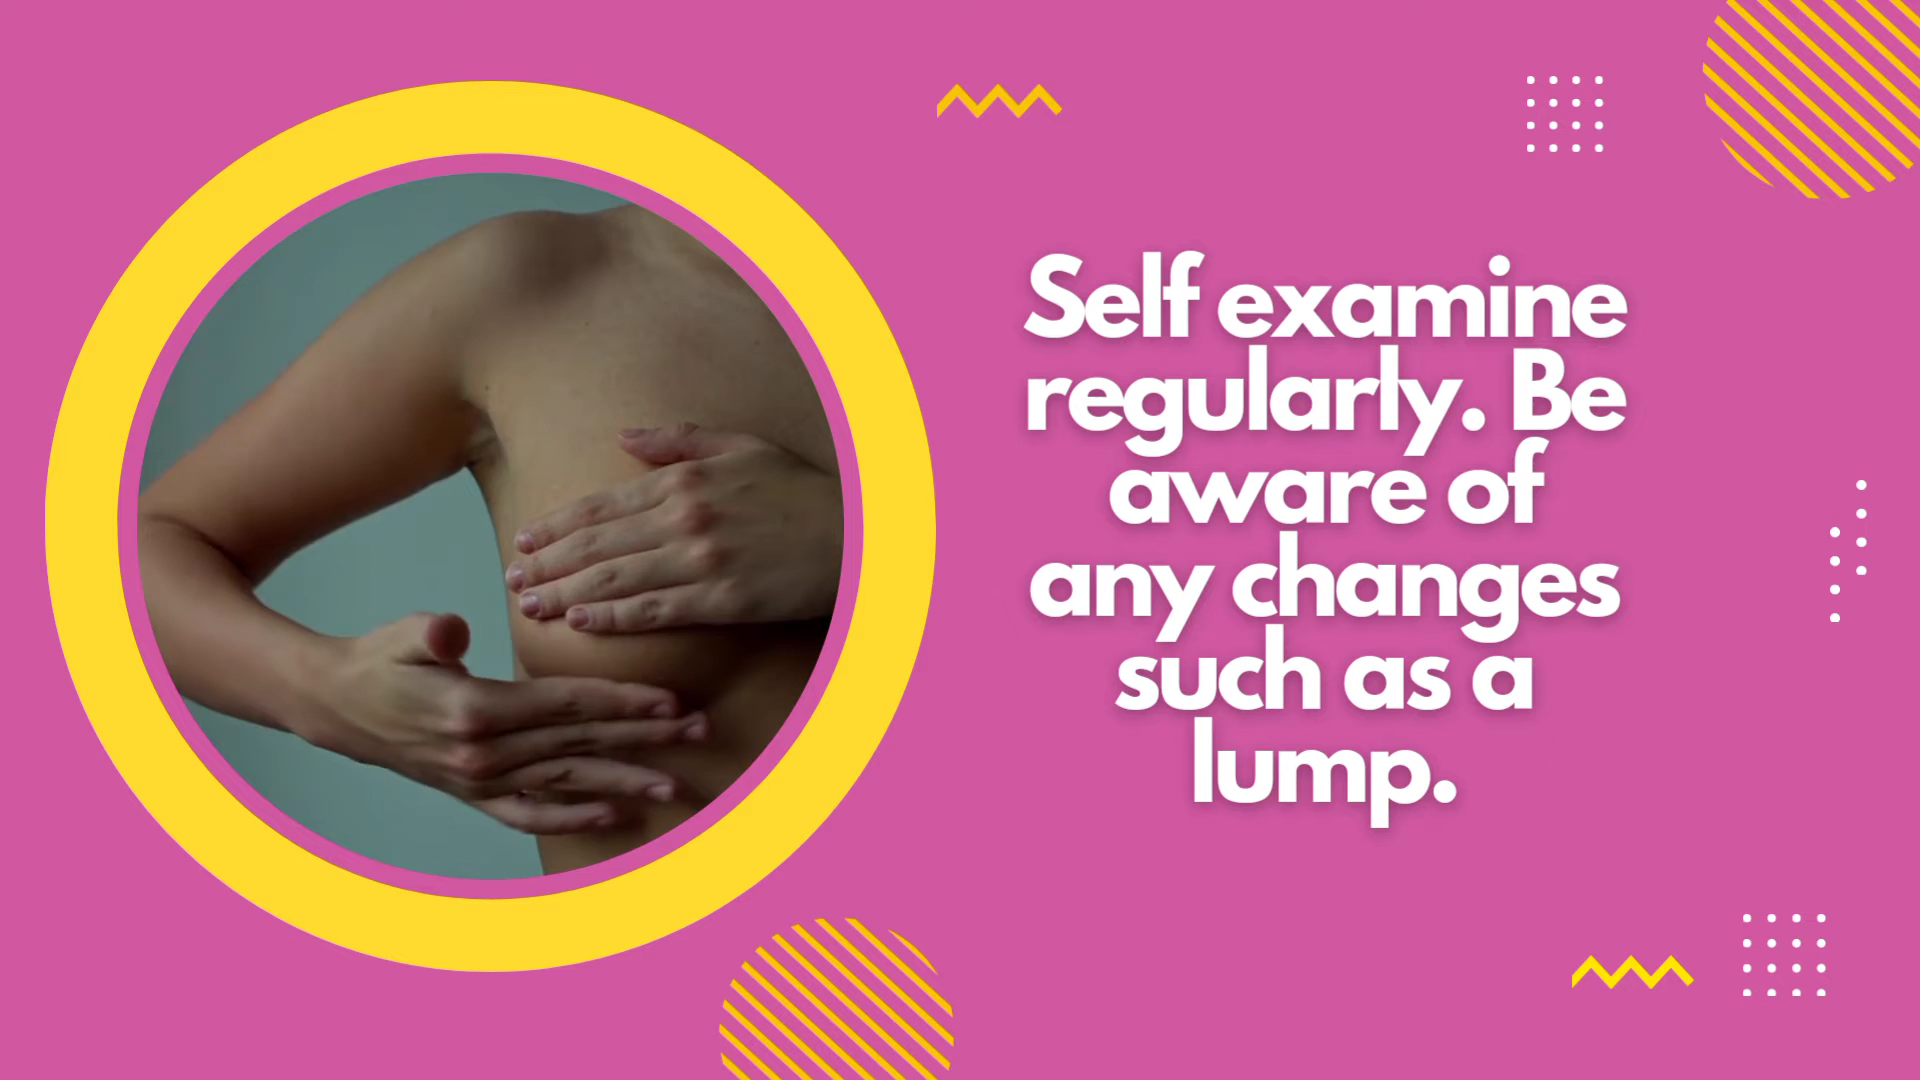 Self examine
regularly. Be
aware of
any changes
such as a
lump.